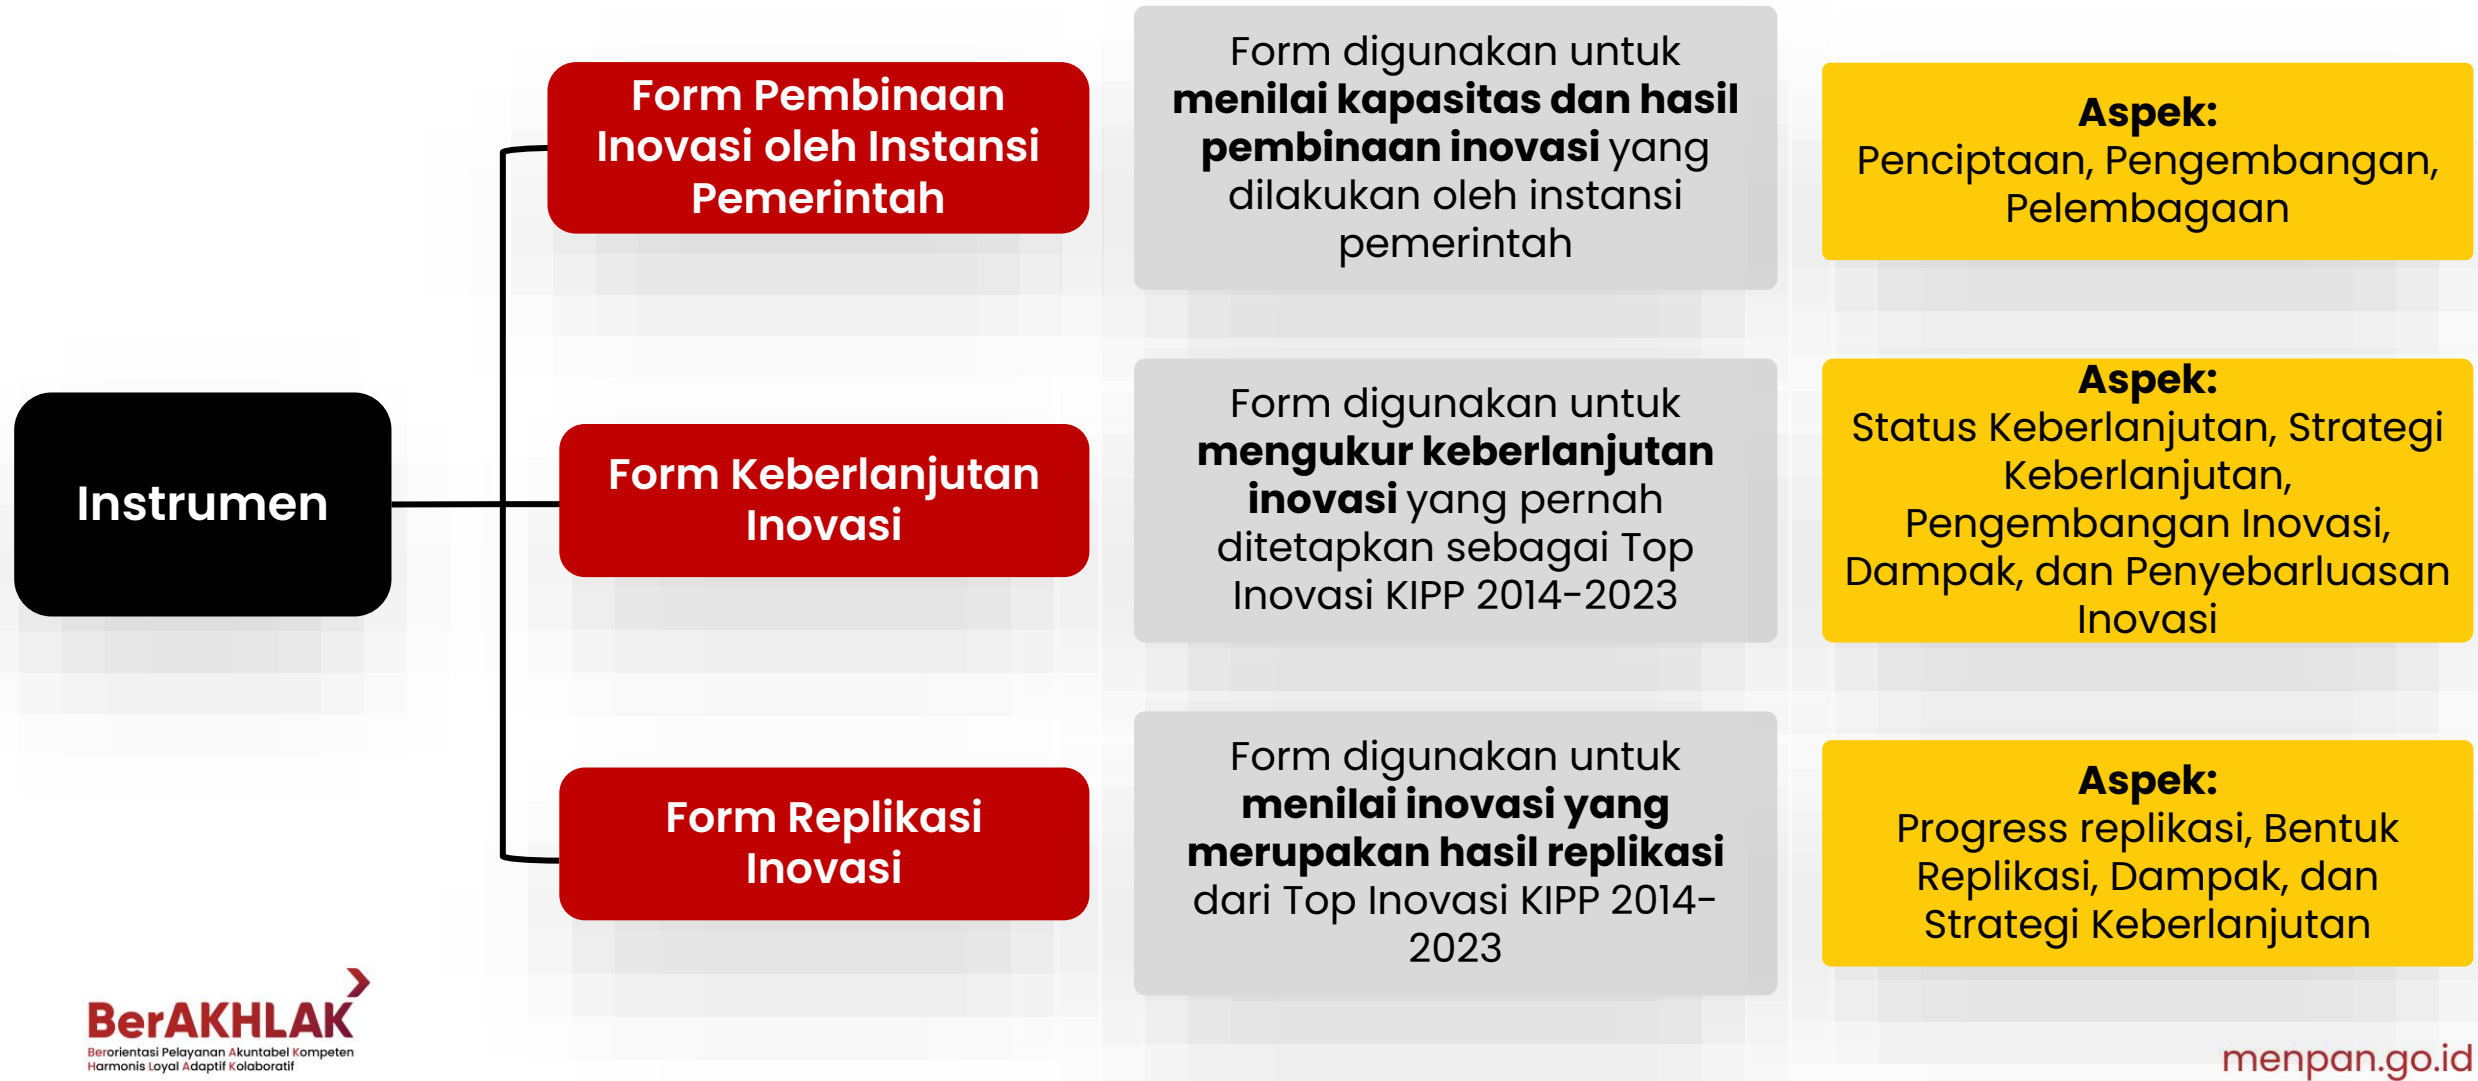 Instrumen
Form Pembinaan
Inovasi oleh Instansi
Pemerintah
Form digunakan untuk
menilai kapasitas dan hasil
pembinaan inovasi yang
dilakukan oleh instansi
pemerintah
Aspek:
Penciptaan, Pengembangan,
Pelembagaan
Form Keberlanjutan
Inovasi
Form digunakan untuk
mengukur keberlanjutan
inovasi yang pernah
ditetapkan sebagai Top
Inovasi KIPP 2014-2023
Aspek:
Status Keberlanjutan, Strategi
Keberlanjutan,
Pengembangan Inovasi,
Dampak, dan Penyebarluasan
Inovasi
Form Replikasi
Inovasi
Form digunakan untuk
menilai inovasi yang
merupakan hasil replikasi
dari Top Inovasi KIPP 2014-
2023
Aspek:
Progress replikasi, Bentuk
Replikasi, Dampak, dan
Strategi Keberlanjutan
BerAKHLAK
Berorientasi Pelayanan Akuntabel Kompeten
Harmonis Loyal Adaptif Kolaboratif
menpan.go.id